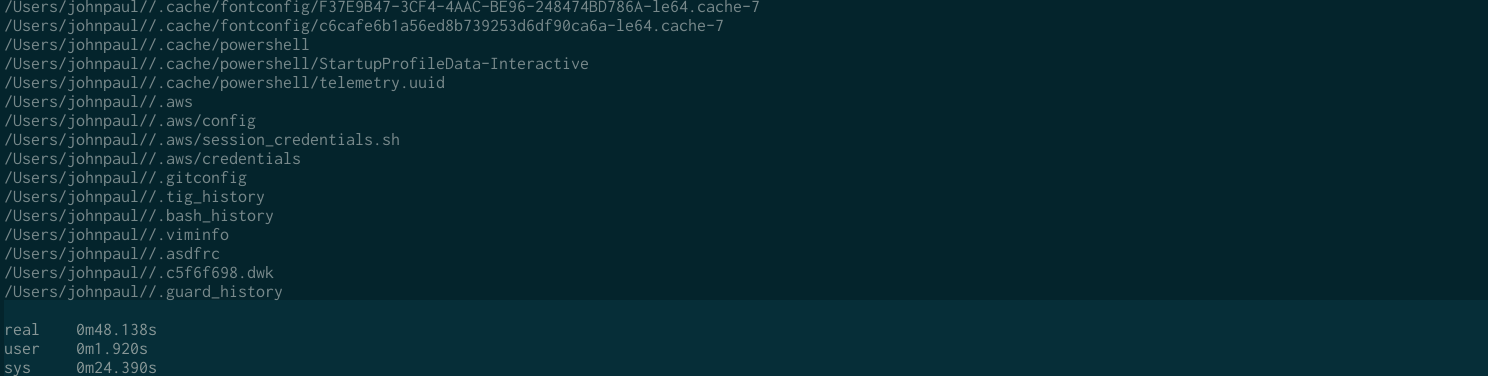 /Users/johnpaul//.cache/fontconfig/F37E9B47-3CF4-4AAC-BE96-248474BD786A-le64.cache-7
/Users/johnpaul//.cache/fontconfig/c6cafe6b1a56ed8b739253d6df90ca6a-le64.cache-7
/Users/johnpaul//.cache/powershell
/Users/johnpaul//.cache/powershell/StartupProfileData-Interactive
/Users/johnpaul//.cache/powershell/telemetry.uuid
/Users/johnpaul//.aws
/Users/johnpaul//.aws/config
/Users/johnpaul//.aws/session_credentials.sh
/Users/johnpaul//.aws/credentials
/Users/johnpaul//.gitconfig
/Users/johnpaul//.tig_history
/Users/johnpaul//.bash_history
/Users/johnpaul//.viminfo
/Users/johnpaul//.asdfrc
/Users/johnpaul//.c5f6f698.dwk
/Users/johnpaul//.guard_history
real 0m48.138s
user 0m1.920s
sys 0m24.390s